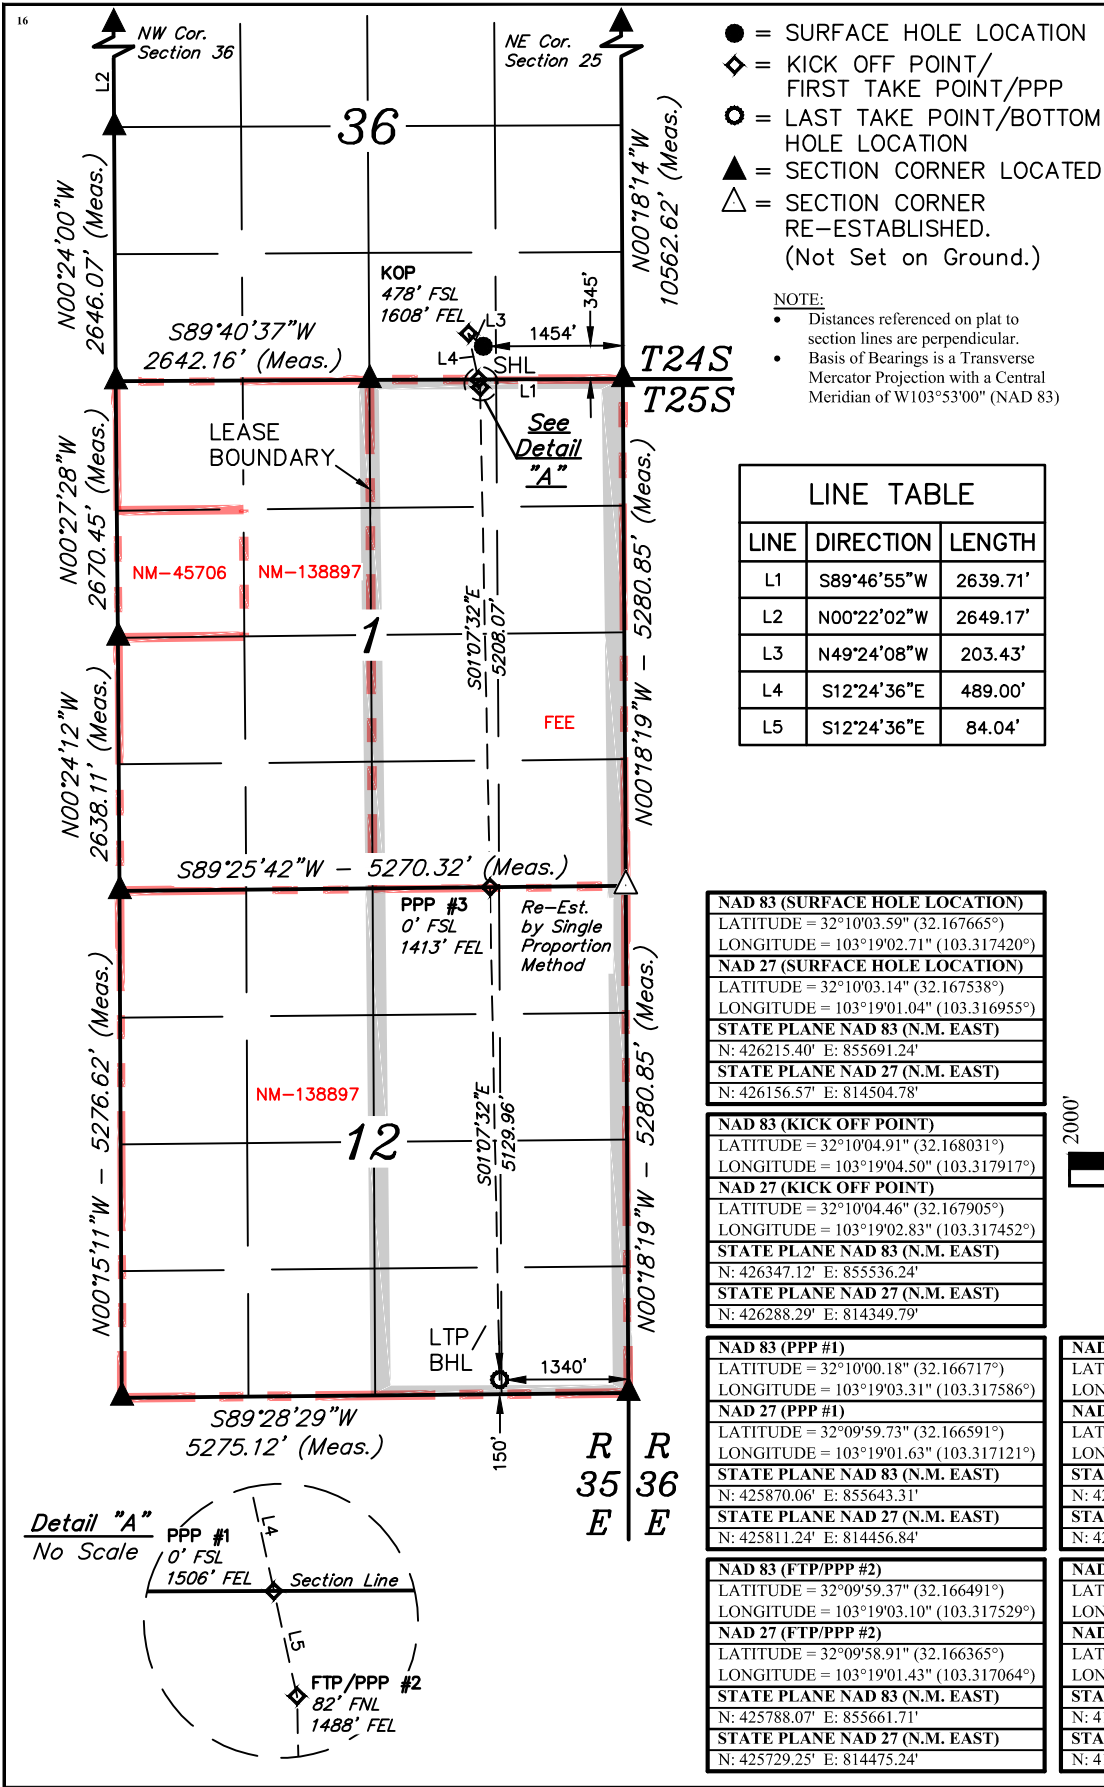 16
NW Cor.
Section 36
NE Cor.
Section 25
● = SURFACE HOLE LOCATION
= KICK OFF POINT/
FIRST TAKE POINT/PPP
= LAST TAKE POINT/BOTTOM
HOLE LOCATION
▲ = SECTION CORNER LOCATED
△ = SECTION CORNER
RE-ESTABLISHED.
(Not Set on Ground.)
NOTE:
• Distances referenced on plat to
section lines are perpendicular.
• Basis of Bearings is a Transverse
Mercator Projection with a Central
Meridian of W103°53'00" (NAD 83)
L2
36
N00°24'00"W
2646.07' (Meas.)
N00°18'14"W
10562.62' (Meas.)
KOP
478' FSL
1608' FEL
L3
345'
1454'
S89°40'37"W
2642.16' (Meas.)
L4
SHL
L1
T24S
T25S
See
Detail
"A"
LEASE
BOUNDARY
N00°27'28"W
2670.45' (Meas.)
NM-45706
NM-138897
1
S01°07'32"E
5208.07'
N00°18'19"W - 5280.85' (Meas.)
FEE
N00°24'12"W
2638.11' (Meas.)
S89°25'42"W - 5270.32' (Meas.)
PPP #3
0' FSL
1413' FEL
Re-Est.
by Single
Proportion
Method
N00°15'11"W - 5276.62' (Meas.)
NM-138897
12
S01°07'32"E
5129.96'
N00°18'19"W - 5280.85' (Meas.)
LTP/
BHL
1340'
S89°28'29"W
5275.12' (Meas.)
150'
R R
35 36
E E
Detail "A"
No Scale
PPP #1
0' FSL
1506' FEL
L4
Section Line
L5
FTP/PPP #2
82' FNL
1488' FEL
LINE TABLE
LINE DIRECTION LENGTH
L1 S89°46'55"W 2639.71'
L2 N00°22'02"W 2649.17'
L3 N49°24'08"W 203.43'
L4 S12°24'36"E 489.00'
L5 S12°24'36"E 84.04'
NAD 83 (SURFACE HOLE LOCATION)
LATITUDE = 32°10'03.59" (32.167665°)
LONGITUDE = 103°19'02.71" (103.317420°)
NAD 27 (SURFACE HOLE LOCATION)
LATITUDE = 32°10'03.14" (32.167538°)
LONGITUDE = 103°19'01.04" (103.316955°)
STATE PLANE NAD 83 (N.M. EAST)
N: 426215.40' E: 855691.24'
STATE PLANE NAD 27 (N.M. EAST)
N: 426156.57' E: 814504.78'
NAD 83 (KICK OFF POINT)
LATITUDE = 32°10'04.91" (32.168031°)
LONGITUDE = 103°19'04.50" (103.317917°)
NAD 27 (KICK OFF POINT)
LATITUDE = 32°10'04.46" (32.167905°)
LONGITUDE = 103°19'02.83" (103.317452°)
STATE PLANE NAD 83 (N.M. EAST)
N: 426347.12' E: 855536.24'
STATE PLANE NAD 27 (N.M. EAST)
N: 426288.29' E: 814349.79'
2000'
NAD 83 (PPP #1)
LATITUDE = 32°10'00.18" (32.166717°)
LONGITUDE = 103°19'03.31" (103.317586°)
NAD 27 (PPP #1)
LATITUDE = 32°09'59.73" (32.166591°)
LONGITUDE = 103°19'01.63" (103.317121°)
STATE PLANE NAD 83 (N.M. EAST)
N: 425870.06' E: 855643.31'
STATE PLANE NAD 27 (N.M. EAST)
N: 425811.24' E: 814456.84'
NAD
LAT
LON
NAD
LAT
LON
STA
N: 42
STA
N: 42
NAD 83 (FTP/PPP #2)
LATITUDE = 32°09'59.37" (32.166491°)
LONGITUDE = 103°19'03.10" (103.317529°)
NAD 27 (FTP/PPP #2)
LATITUDE = 32°09'58.91" (32.166365°)
LONGITUDE = 103°19'01.43" (103.317064°)
STATE PLANE NAD 83 (N.M. EAST)
N: 425788.07' E: 855661.71'
STATE PLANE NAD 27 (N.M. EAST)
N: 425729.25' E: 814475.24'
NAD
LAT
LON
NAD
LAT
LON
STA
N: 41
STA
N: 41